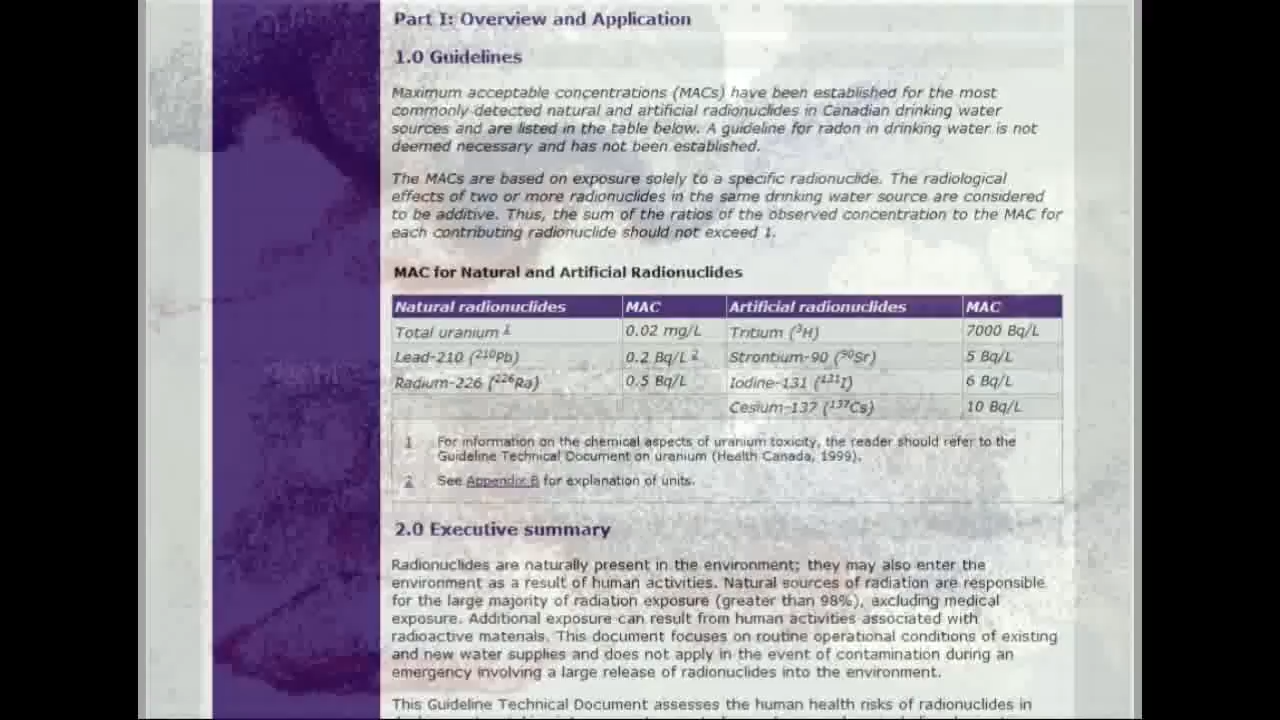 Part I: Overview and Application
1.0 Guidelines
Maximum acceptable concentrations (MACs) have been established for the most
commonly detected natural and artificial radionuclides in Canadian drinking water
sources and are listed in the table below. A guideline for radon in drinking water is not
deemed necessary and has not been established.
The MACs are based on exposure solely to a specific radionuclide. The radiological
effects of two or more radionuclides in the same drinking water source are considered
to be additive. Thus, the sum of the ratios of the observed concentration to the MAC for
each contributing radionuclide should not exceed 1.
MAC for Natural and Artificial Radionuclides
Natural radionuclides MAC Artificial radionuclides MAC
Total uranium 1 0.02 mg/L Tritium (³H) 7000 Bq/L
Lead-210 (²¹⁰Pb) 0.2 Bq/L 2 Strontium-90 (⁹⁰Sr) 5 Bq/L
Radium-226 (²²⁶Ra) 0.5 Bq/L Iodine-131 (¹³¹I) 6 Bq/L
Cesium-137 (¹³⁷Cs) 10 Bq/L
1 For information on the chemical aspects of uranium toxicity, the reader should refer to the
Guideline Technical Document on uranium (Health Canada, 1999).
2 See Appendix B for explanation of units.
2.0 Executive summary
Radionuclides are naturally present in the environment; they may also enter the
environment as a result of human activities. Natural sources of radiation are responsible
for the large majority of radiation exposure (greater than 98%), excluding medical
exposure. Additional exposure can result from human activities associated with
radioactive materials. This document focuses on routine operational conditions of existing
and new water supplies and does not apply in the event of contamination during an
emergency involving a large release of radionuclides into the environment.
This Guideline Technical Document assesses the human health risks of radionuclides in